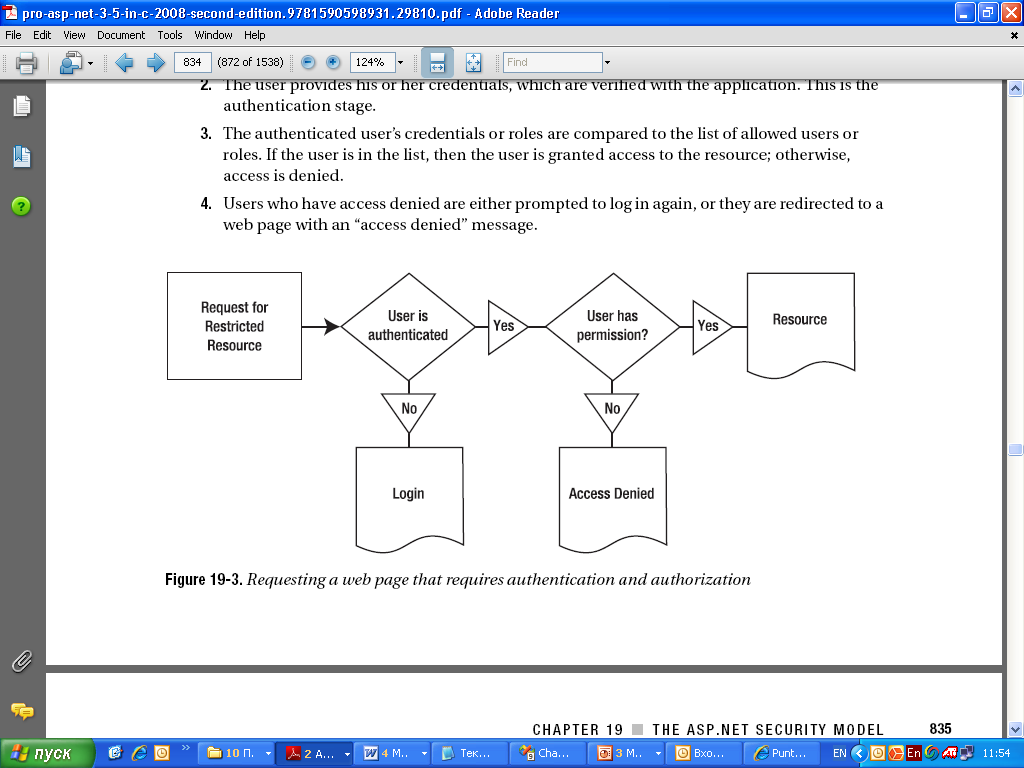 pro-asp-net-3-5-in-c-2008-second-edition.9781590598931.29810.pdf - Adobe Reader
File Edit View Document Tools Window Help
834 (872 of 1538) 124% Find
2. The user provides his or her credentials, which are verified with the application. This is the
authentication stage.
3. The authenticated user's credentials or roles are compared to the list of allowed users or
roles. If the user is in the list, then the user is granted access to the resource; otherwise,
access is denied.
4. Users who have access denied are either prompted to log in again, or they are redirected to a
web page with an “access denied” message.
Request for
Restricted
Resource
User is
authenticated
Yes
User has
permission?
Yes
Resource
No
No
Login
Access Denied
Figure 19-3. Requesting a web page that requires authentication and authorization
CHAPTER 19 ■ THE ASP.NET SECURITY MODEL 835
пуск
10 П.
2 A...
4 M..
Тек...
Cha...
3 M..
Вхо...
Punt...
EN
En
11:54